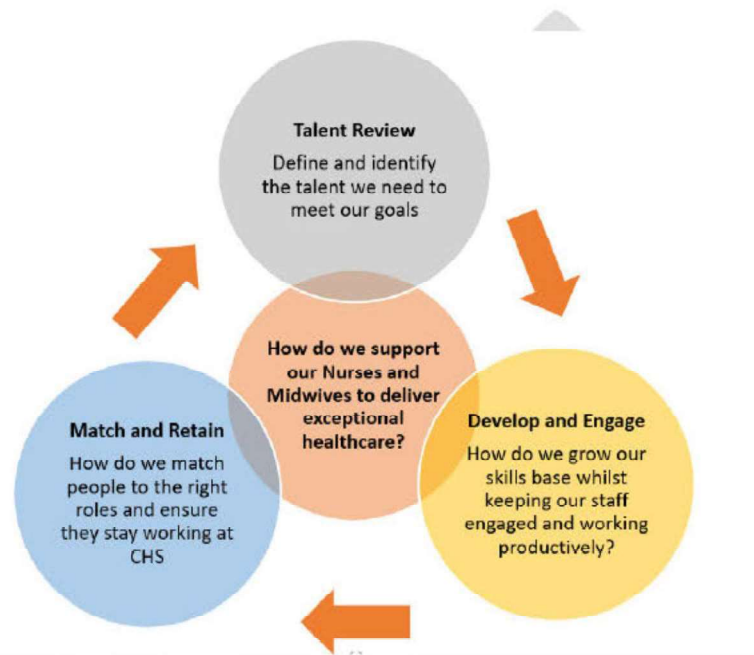 Talent Review
Define and identify
the talent we need to
meet our goals
How do we support
our Nurses and
Midwives to deliver
exceptional
healthcare?
Develop and Engage
How do we grow our
skills base whilst
keeping our staff
engaged and working
productively?
Match and Retain
How do we match
people to the right
roles and ensure
they stay working at
CHS